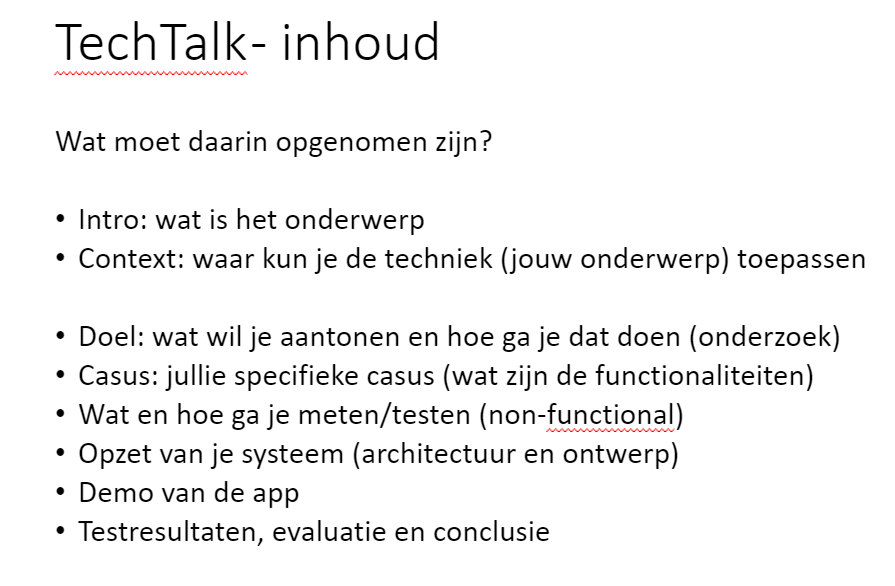 TechTalk- inhoud
Wat moet daarin opgenomen zijn?
• Intro: wat is het onderwerp
• Context: waar kun je de techniek (jouw onderwerp) toepassen
• Doel: wat wil je aantonen en hoe ga je dat doen (onderzoek)
• Casus: jullie specifieke casus (wat zijn de functionaliteiten)
• Wat en hoe ga je meten/testen (non-functional)
• Opzet van je systeem (architectuur en ontwerp)
• Demo van de app
• Testresultaten, evaluatie en conclusie